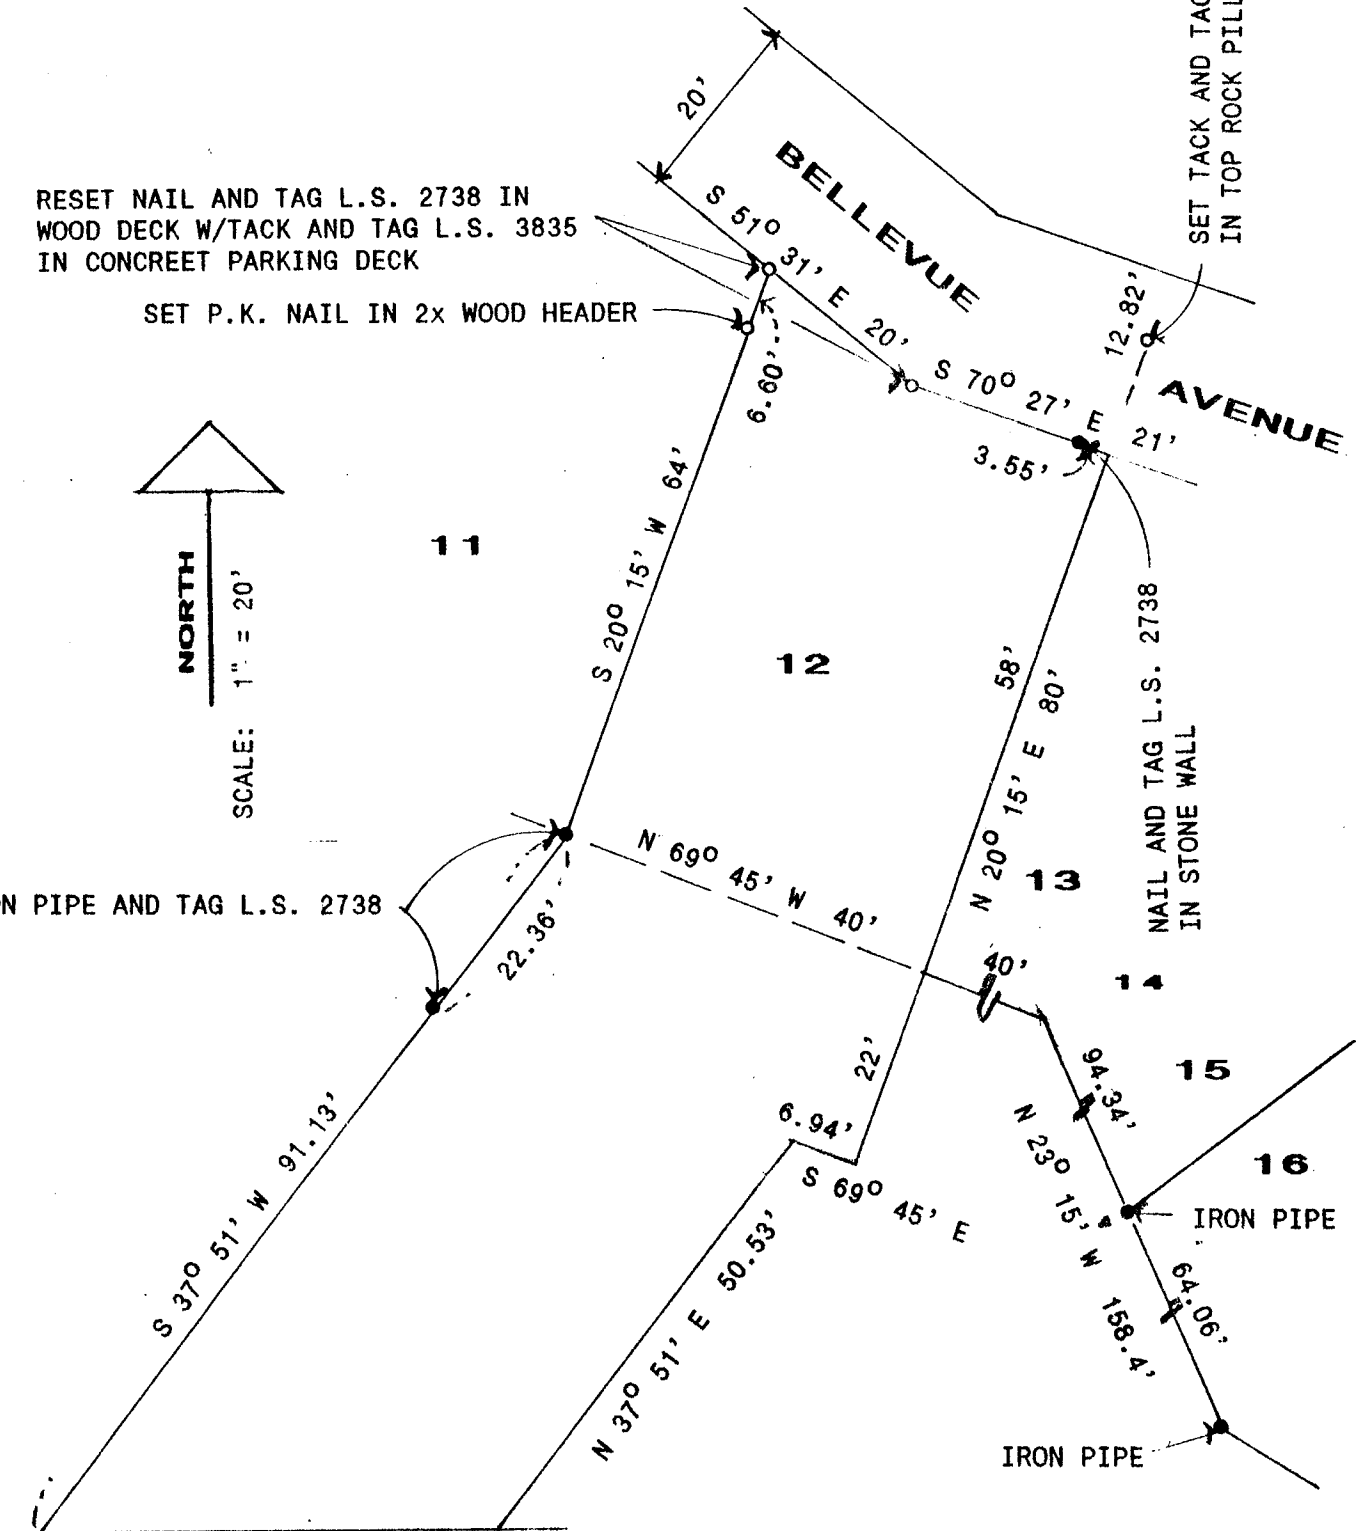 SET TACK AND TAG
IN TOP ROCK
20'
BELLEVUE
RESET NAIL AND TAG L.S. 2738 IN
WOOD DECK W/TACK AND TAG L.S. 3835
IN CONCREET PARKING DECK
S 51° 31' E 20'
SET P.K. NAIL IN 2x WOOD HEADER
12.82'
6.60'
S 70° 27' E 21'
AVENUE
3.55'
S 20° 15' W 64'
11
NORTH
SCALE: 1" = 20'
12
58'
N 20° 15' E 80'
NAIL AND TAG L.S. 2738
IN STONE WALL
N 69° 45' W 40'
13
PIPE AND TAG L.S. 2738
22.36'
40'
14
22'
94.34'
15
6.94'
S 69° 45' E
N 23° 15' W 158.4'
16
IRON PIPE
S 37° 51' W 91.13'
N 37° 51' E 50.53'
64.06'
IRON PIPE